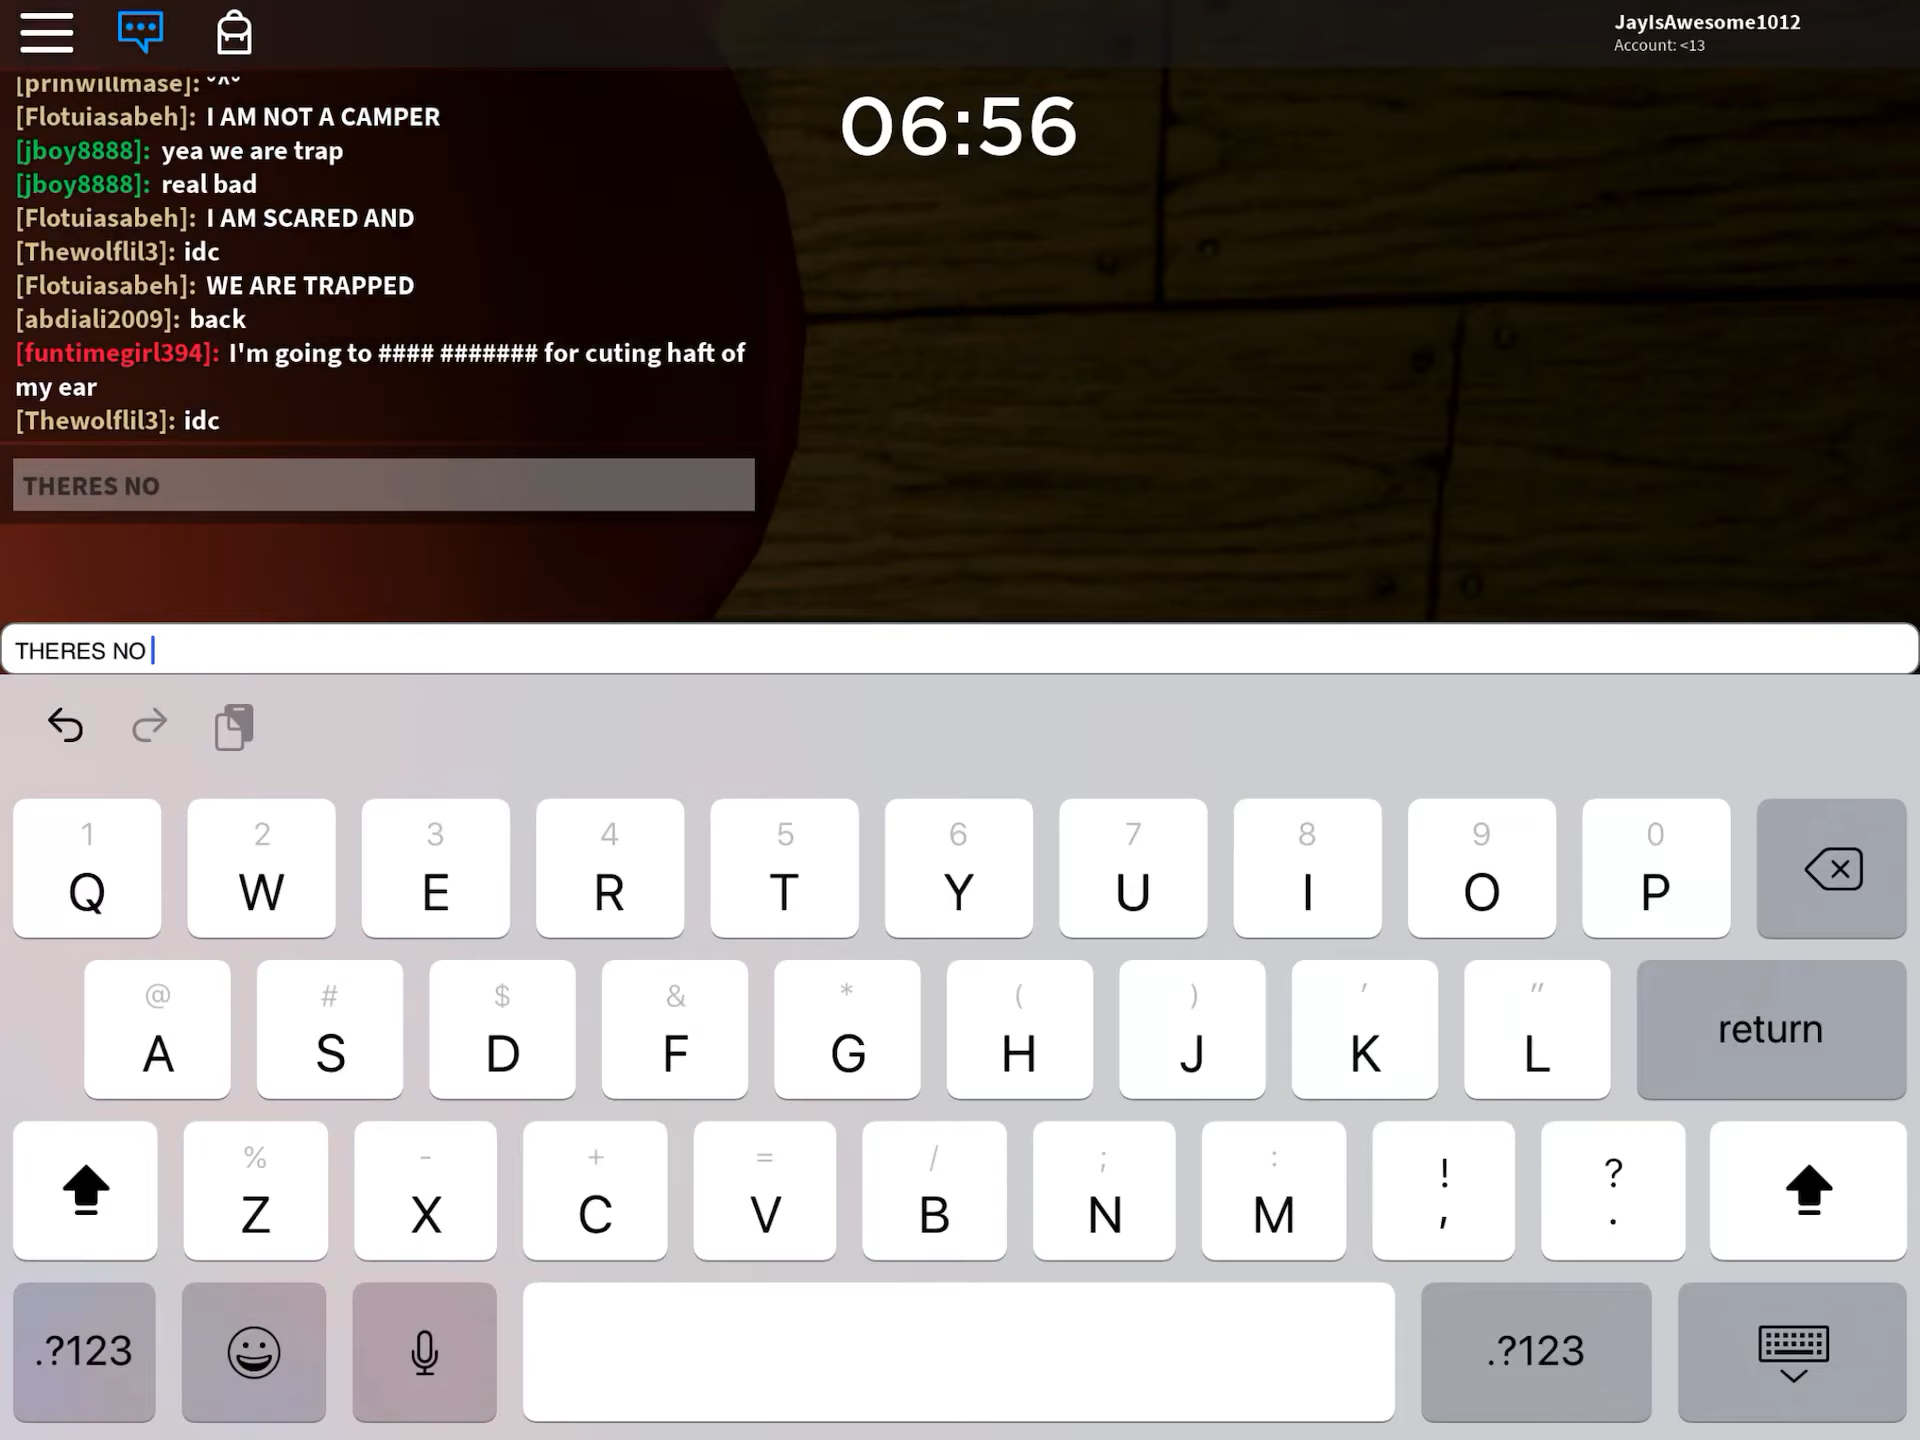 JayIsAwesome1012
Account: <13
[prinwillmase]: ˘^˘
[Flotuiasabeh]: I AM NOT A CAMPER
[jboy8888]: yea we are trap
[jboy8888]: real bad
[Flotuiasabeh]: I AM SCARED AND
[Thewolflil3]: idc
[Flotuiasabeh]: WE ARE TRAPPED
[abdiali2009]: back
[funtimegirl394]: I'm going to #### ####### for cuting haft of
my ear
[Thewolflil3]: idc
06:56
THERES NO
THERES NO
1 2 3 4 5 6 7 8 9 0
Q W E R T Y U I O P
@ # $ & * ( ) ' "
A S D F G H J K L return
% - + = / ; : ! ?
Z X C V B N M , .
.?123 .?123